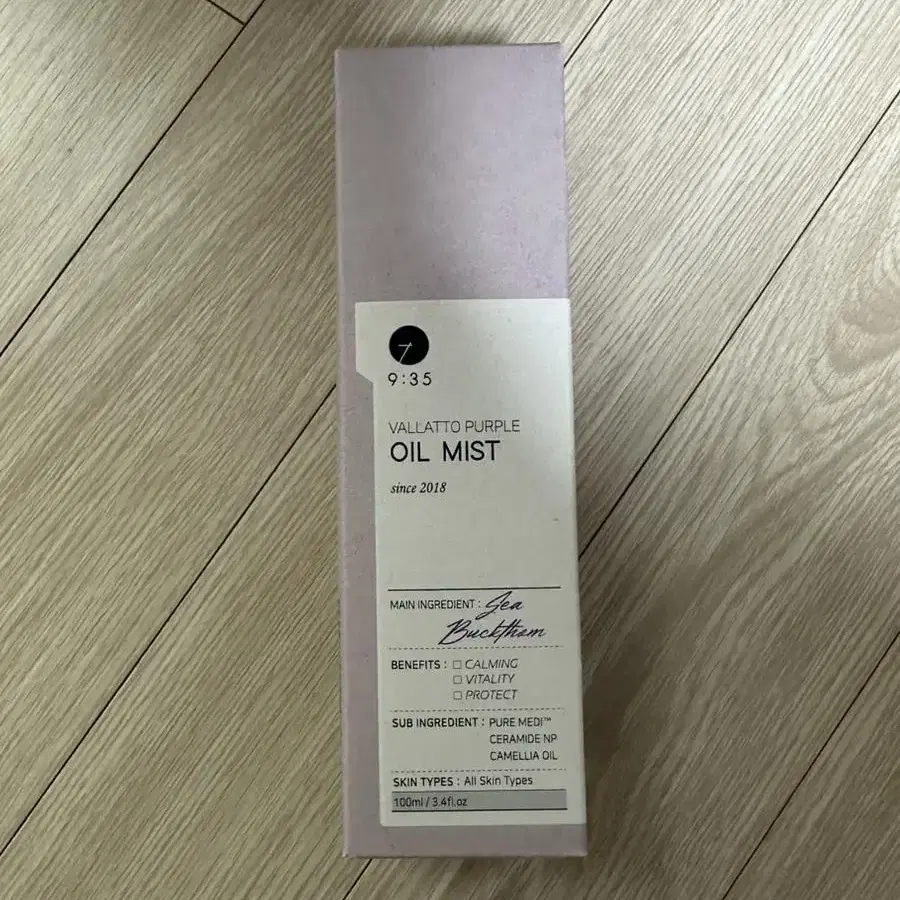 9:35
VALLATTO PURPLE
OIL MIST
since 2018
MAIN INGREDIENT : Sea
Buckthorn
BENEFITS : □ CALMING
□ VITALITY
□ PROTECT
SUB INGREDIENT : PURE MEDI™
CERAMIDE NP
CAMELLIA OIL
SKIN TYPES : All Skin Types
100ml / 3.4fl.oz